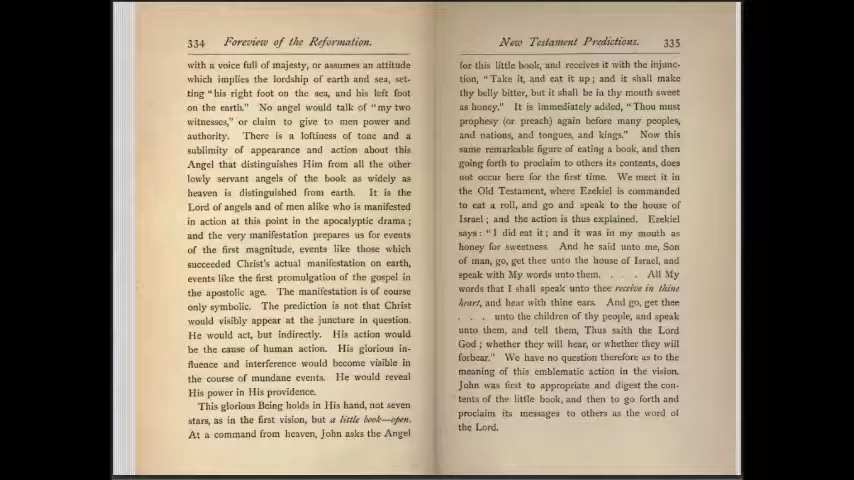 334 Foreview of the Reformation.
with a voice full of majesty, or assumes an attitude
which implies the lordship of earth and sea, set-
ting "his right foot on the sea, and his left foot
on the earth." No angel would talk of "my two
witnesses," or claim to give to men power and
authority. There is a loftiness of tone and a
sublimity of appearance and action about this
Angel that distinguishes Him from all the other
lowly servant angels of the book as widely as
heaven is distinguished from earth. It is the
Lord of angels and of men alike who is manifested
in action at this point in the apocalyptic drama;
and the very manifestation prepares us for events
of the first magnitude, events like those which
succeeded Christ's actual manifestation on earth,
events like the first promulgation of the gospel in
the apostolic age. The manifestation is of course
only symbolic. The prediction is not that Christ
would visibly appear at the juncture in question.
He would act, but indirectly. His action would
be the cause of human action. His glorious in-
fluence and interference would become visible in
the course of mundane events. He would reveal
His power in His providence.
This glorious Being holds in His hand, not seven
stars, as in the first vision, but a little book—open.
At a command from heaven, John asks the Angel
New Testament Predictions. 335
for this little book, and receives it with the injunc-
tion, "Take it, and eat it up; and it shall make
thy belly bitter, but it shall be in thy mouth sweet
as honey." It is immediately added, "Thou must
prophesy (or preach) again before many peoples,
and nations, and tongues, and kings." Now this
same remarkable figure of eating a book, and then
going forth to proclaim to others its contents, does
not occur here for the first time. We meet it in
the Old Testament, where Ezekiel is commanded
to eat a roll, and go and speak to the house of
Israel; and the action is thus explained. Ezekiel
says: "I did eat it; and it was in my mouth as
honey for sweetness. And he said unto me, Son
of man, go, get thee unto the house of Israel, and
speak with My words unto them. . . . All My
words that I shall speak unto thee receive in thine
heart, and hear with thine ears. And go, get thee
. . . unto the children of thy people, and speak
unto them, and tell them, Thus saith the Lord
God; whether they will hear, or whether they will
forbear." We have no question therefore as to the
meaning of this emblematic action in the vision.
John was first to appropriate and digest the con-
tents of the little book, and then to go forth and
proclaim its messages to others as the word of
the Lord.